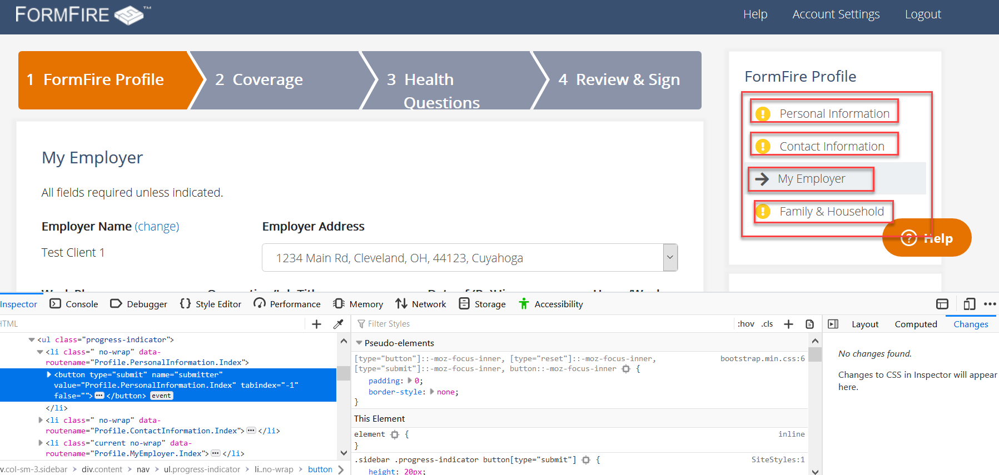 FORMFIRE ™
Help Account Settings Logout
1 FormFire Profile
2 Coverage
3 Health
Questions
4 Review & Sign
FormFire Profile
! Personal Information
! Contact Information
→ My Employer
! Family & Household
? Help
My Employer
All fields required unless indicated.
Employer Name (change)
Employer Address
Test Client 1
1234 Main Rd, Cleveland, OH, 44123, Cuyahoga
Inspector Console Debugger {} Style Editor Performance Memory Network Storage Accessibility
HTML
<ul class="progress-indicator">
<li class=" no-wrap" data-
routename="Profile.PersonalInformation.Index">
<button type="submit" name="submitter"
value="Profile.PersonalInformation.Index" tabindex="-1"
false="">···</button> event
</li>
<li class=" no-wrap" data-
routename="Profile.ContactInformation.Index">···</li>
<li class="current no-wrap" data-
routename="Profile.MyEmployer.Index">···</li>
v.col-sm-3.sidebar > div.content > nav > ul.progress-indicator > li..no-wrap > button
Filter Styles
:hov .cls +
Pseudo-elements
[type="button"]::-moz-focus-inner, [type="reset"]::-moz-focus-inner, bootstrap.min.css:6
[type="submit"]::-moz-focus-inner, button::-moz-focus-inner {
padding: 0;
border-style: none;
}
This Element
element { inline
}
.sidebar .progress-indicator button[type="submit"] { SiteStyles:1
height: 20px;
Layout Computed Changes
No changes found.
Changes to CSS in Inspector will appear
here.